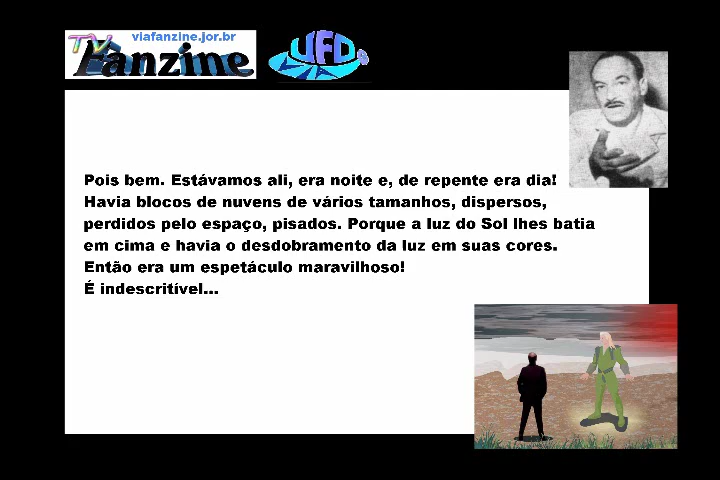 viafanzine.jor.br
TV Fanzine
UFO
Pois bem. Estávamos ali, era noite e, de repente era dia!
Havia blocos de nuvens de vários tamanhos, dispersos,
perdidos pelo espaço, pisados. Porque a luz do Sol lhes batia
em cima e havia o desdobramento da luz em suas cores.
Então era um espetáculo maravilhoso!
É indescritível...